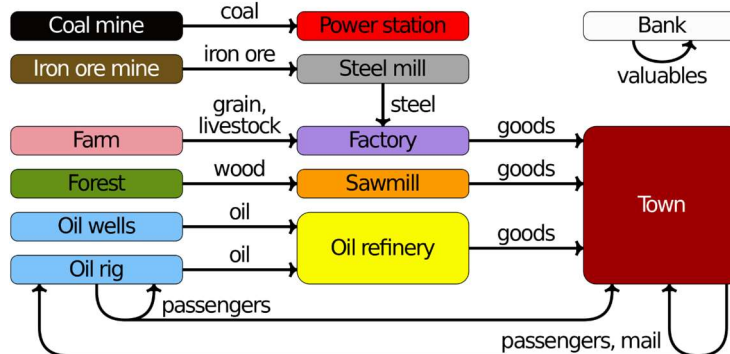 Coal mine
coal
Power station
Bank
Iron ore mine
iron ore
Steel mill
valuables
steel
grain,
livestock
Farm
Factory
goods
Forest
wood
Sawmill
goods
Town
Oil wells
oil
Oil refinery
goods
Oil rig
oil
passengers
passengers, mail